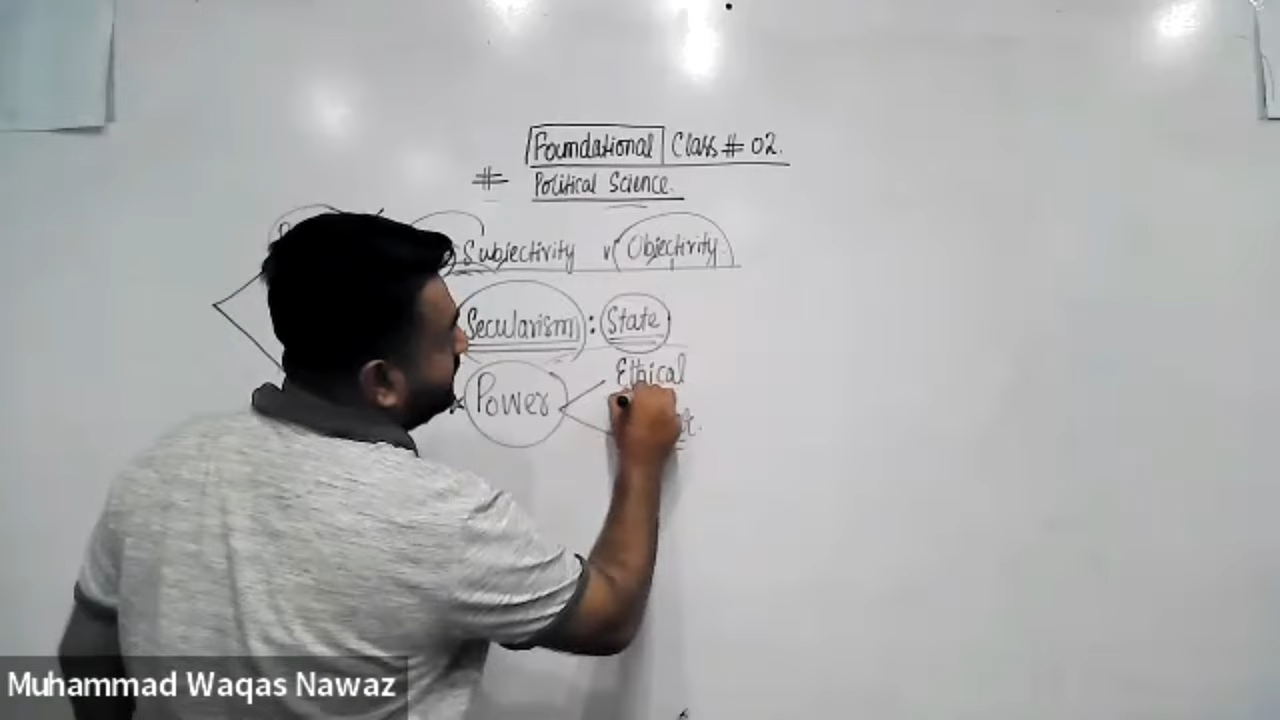 Foundational Class # 02.
# Political Science.
Subjectivity v Objectivity
Secularism : State
Ethical
Power
Muhammad Waqas Nawaz